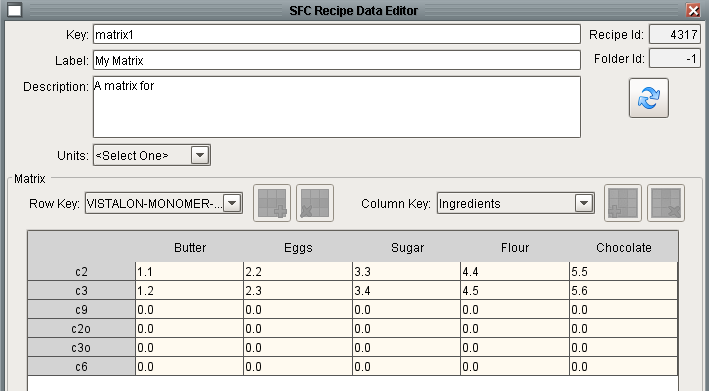 SFC Recipe Data Editor
Key: matrix1 Recipe Id: 4317
Label: My Matrix Folder Id: -1
Description: A matrix for
Units: <Select One>
Matrix
Row Key: VISTALON-MONOMER-... Column Key: Ingredients
Butter Eggs Sugar Flour Chocolate
c2 1.1 2.2 3.3 4.4 5.5
c3 1.2 2.3 3.4 4.5 5.6
c9 0.0 0.0 0.0 0.0 0.0
c2o 0.0 0.0 0.0 0.0 0.0
c3o 0.0 0.0 0.0 0.0 0.0
c6 0.0 0.0 0.0 0.0 0.0